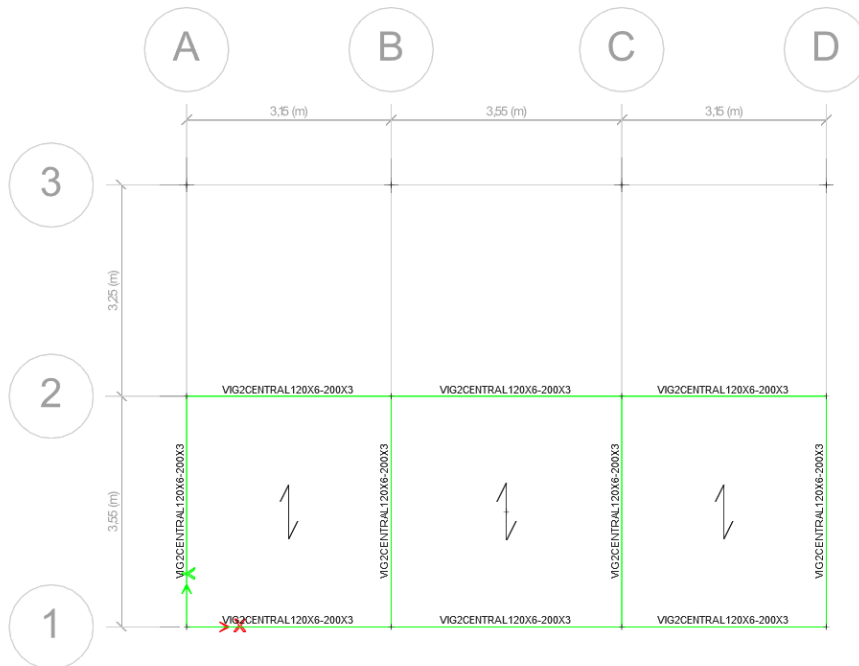 A B C D
3,15 (m) 3,55 (m) 3,15 (m)
3
3,25 (m)
2
VIG2CENTRAL120X6-200X3 VIG2CENTRAL120X6-200X3 VIG2CENTRAL120X6-200X3
3,55 (m)
VIG2CENTRAL120X6-200X3
VIG2CENTRAL120X6-200X3
VIG2CENTRAL120X6-200X3
VIG2CENTRAL120X6-200X3
1
VIG2CENTRAL120X6-200X3 VIG2CENTRAL120X6-200X3 VIG2CENTRAL120X6-200X3
X
Y